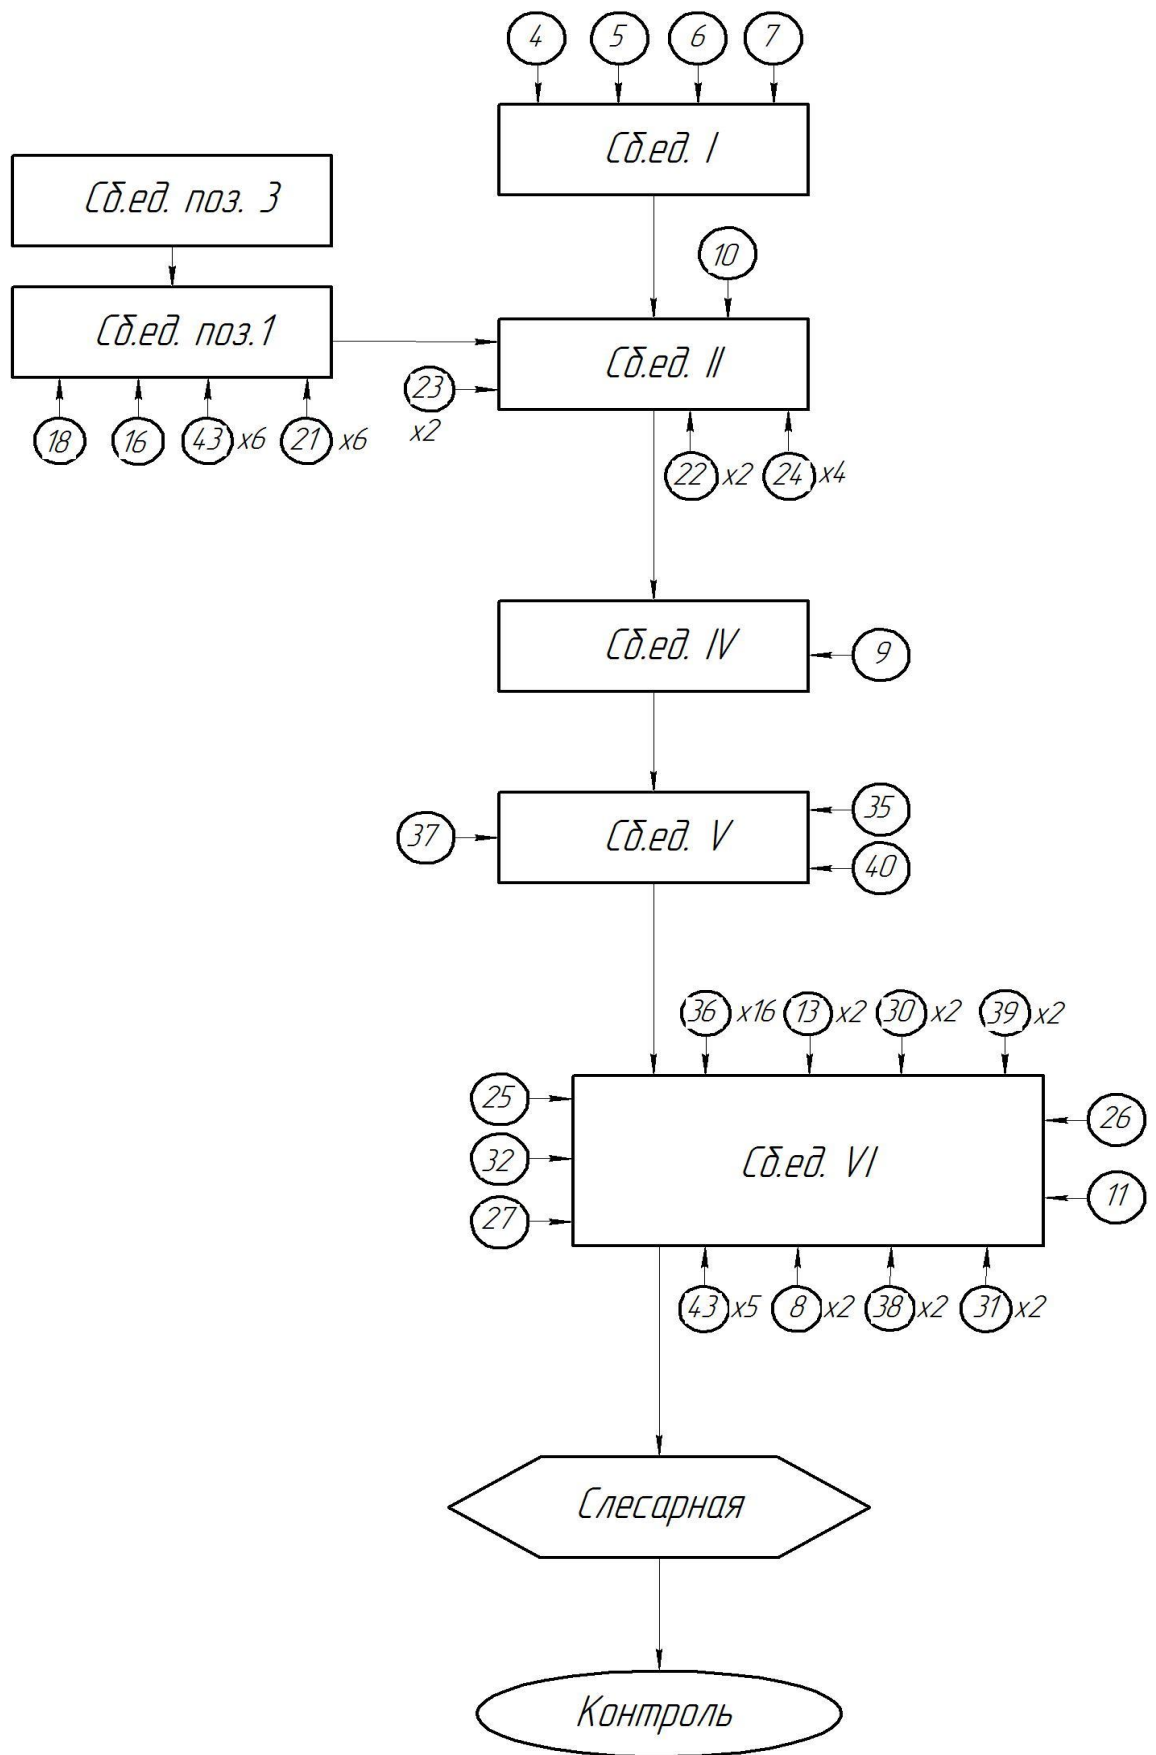 4 5 6 7
Сб.ед. I
Сб.ед. поз. 3
10
Сб.ед. поз.1
Сб.ед. II
23
x2
18 16 43 x6 21 x6
22 x2 24 x4
Сб.ед. IV
9
35
37
Сб.ед. V
40
36 x16 13 x2 30 x2 39 x2
25
26
32
Сб.ед. VI
11
27
43 x5 8 x2 38 x2 31 x2
Слесарная
Контроль